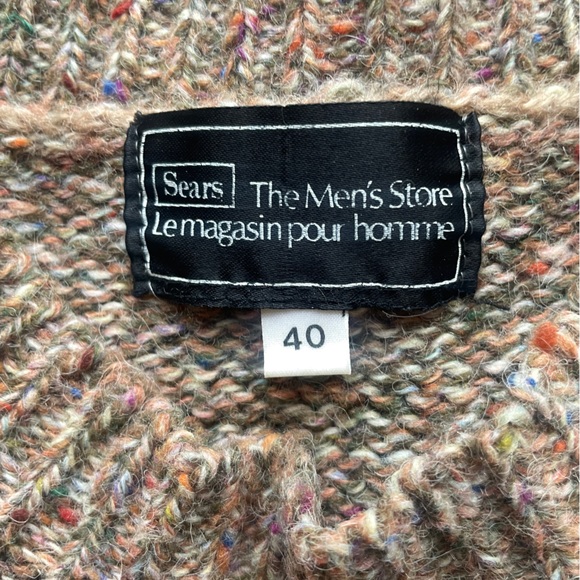 Sears The Men's Store
Le magasin pour homme
40